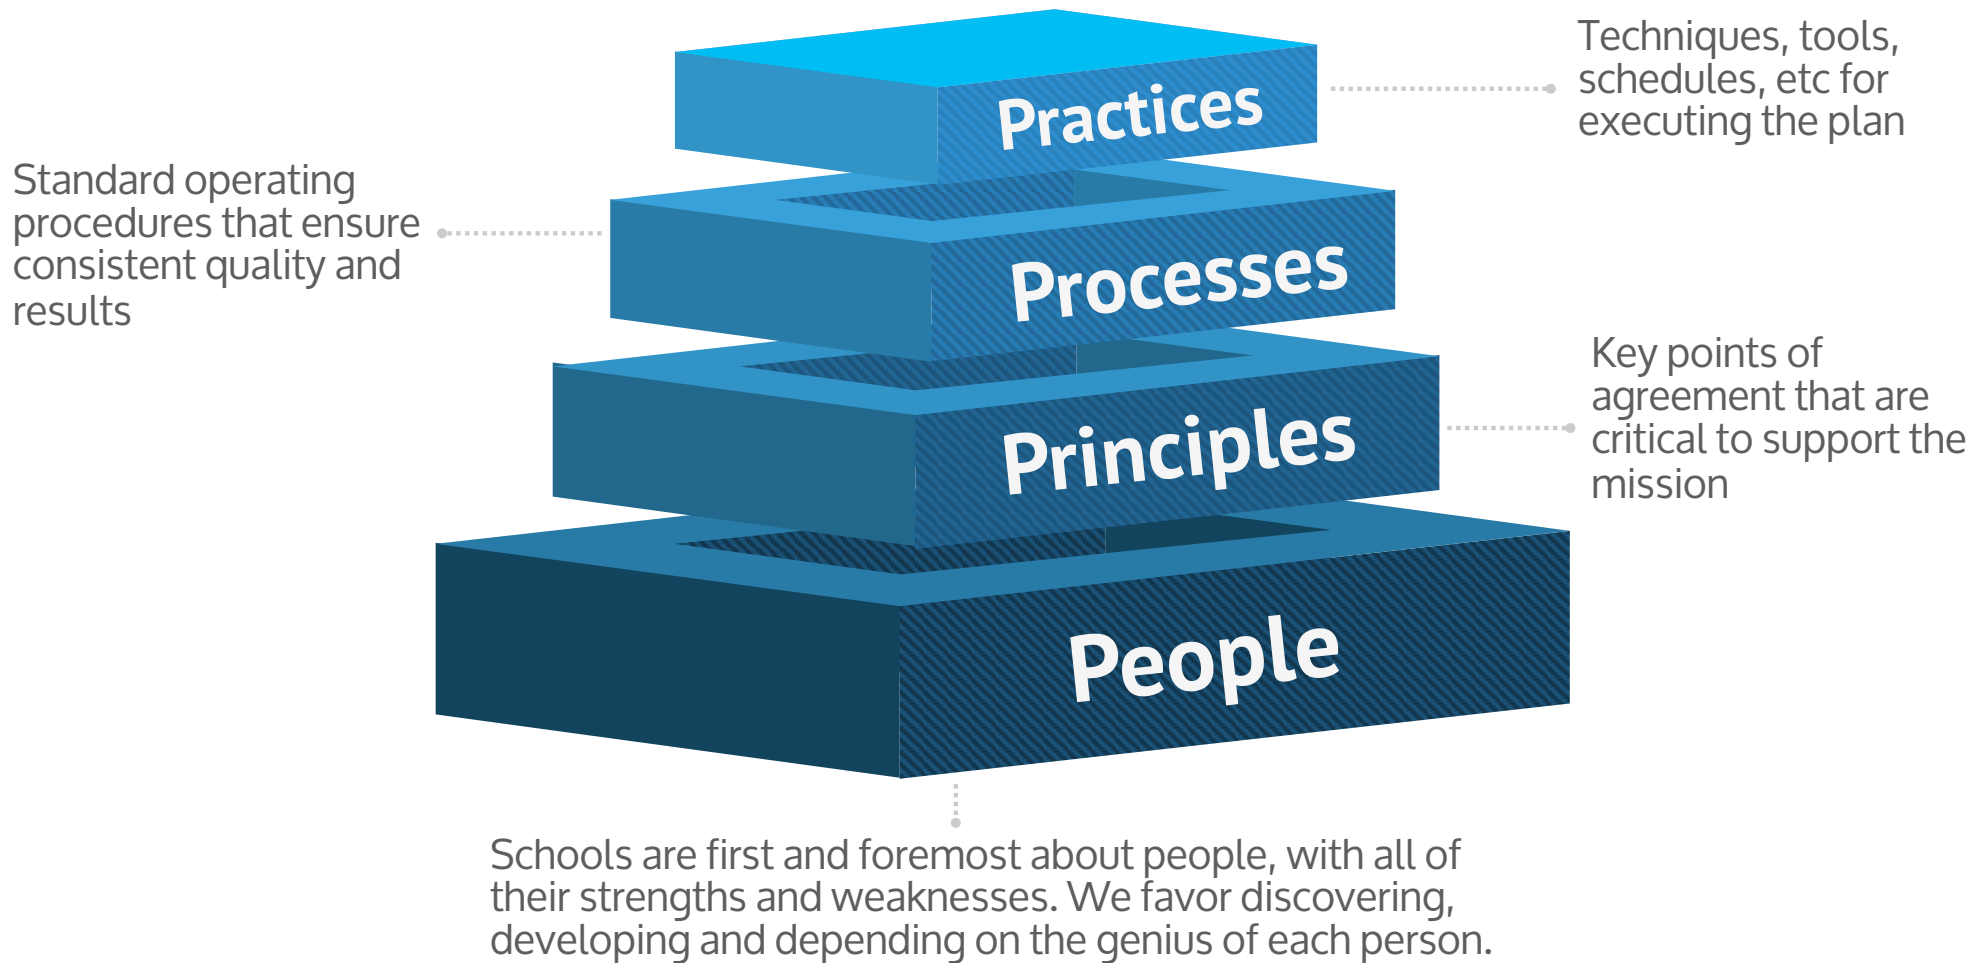 Practices
Techniques, tools,
schedules, etc for
executing the plan
Standard operating
procedures that ensure
consistent quality and
results
Processes
Key points of
agreement that are
critical to support the
mission
Principles
People
Schools are first and foremost about people, with all of
their strengths and weaknesses. We favor discovering,
developing and depending on the genius of each person.